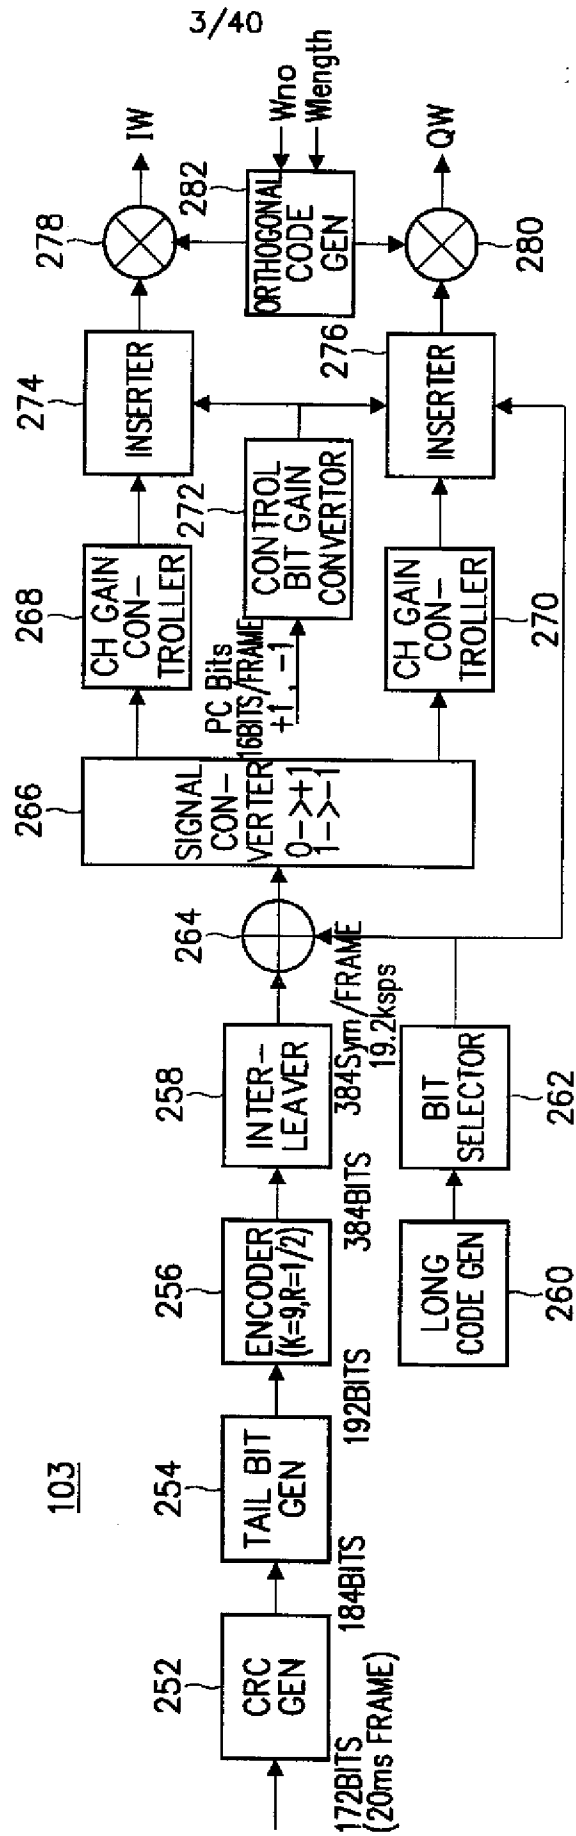 3/40
103
172BITS
(20ms FRAME)
252
CRC
GEN
184BITS
254
TAIL BIT
GEN
192BITS
256
ENCODER
(K=9,R=1/2)
384BITS
258
INTER-
LEAVER
384Sym/FRAME
19.2ksps
260
LONG
CODE GEN
262
BIT
SELECTOR
264
266
SIGNAL
CON-
VERTER
0->+1
1->-1
PC Bits
16BITS/FRAME
+1, -1
268
CH GAIN
CON-
TROLLER
270
CH GAIN
CON-
TROLLER
272
CONTROL
BIT GAIN
CONVERTOR
274
INSERTER
276
INSERTER
278
IW
282
ORTHOGONAL
CODE
GEN
Wno
Wlength
280
QW